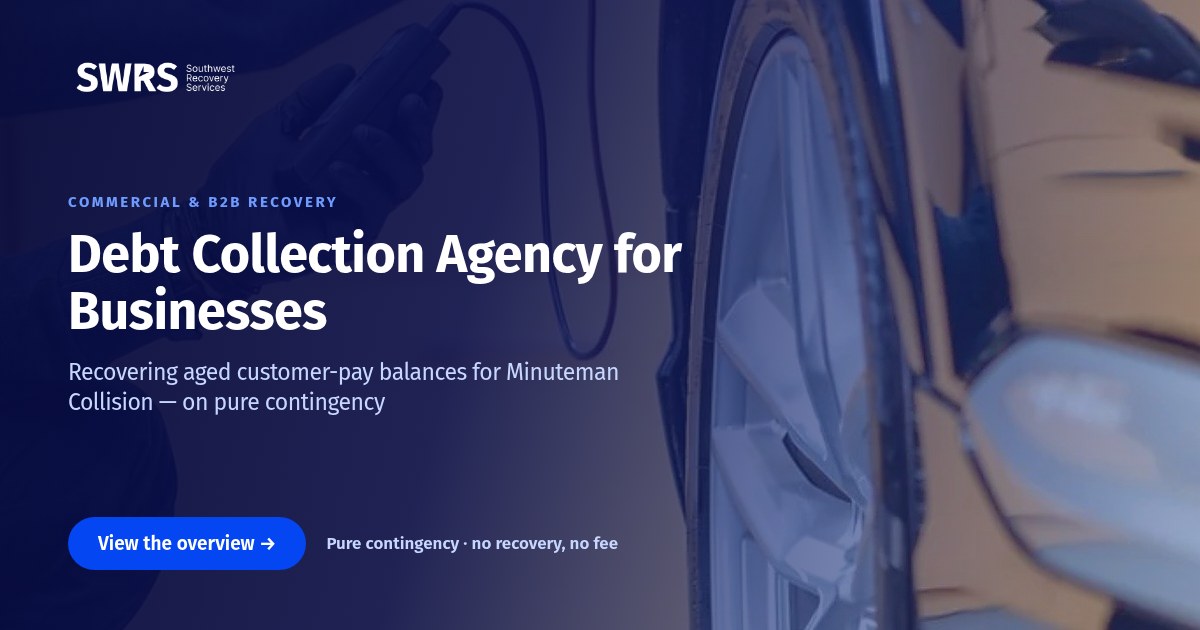 SWRS
Southwest
Recovery
Services
COMMERCIAL & B2B RECOVERY
Debt Collection Agency for
Businesses
Recovering aged customer-pay balances for Minuteman
Collision — on pure contingency
View the overview →
Pure contingency · no recovery, no fee